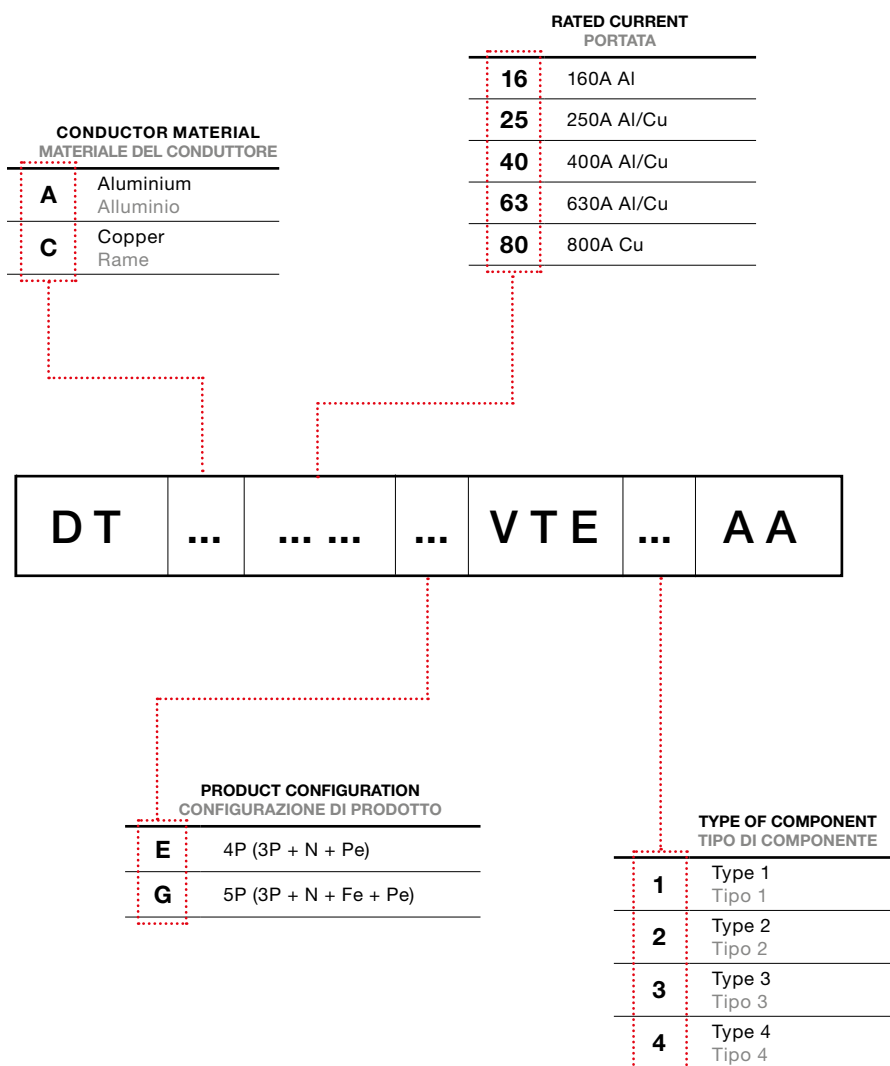 RATED CURRENT
PORTATA
16 160A Al
25 250A Al/Cu
40 400A Al/Cu
63 630A Al/Cu
80 800A Cu
CONDUCTOR MATERIAL
MATERIALE DEL CONDUTTORE
A Aluminium
Alluminio
C Copper
Rame
D T ... ... ... ... V T E ... A A
PRODUCT CONFIGURATION
CONFIGURAZIONE DI PRODOTTO
E 4P (3P + N + Pe)
G 5P (3P + N + Fe + Pe)
TYPE OF COMPONENT
TIPO DI COMPONENTE
1 Type 1
Tipo 1
2 Type 2
Tipo 2
3 Type 3
Tipo 3
4 Type 4
Tipo 4